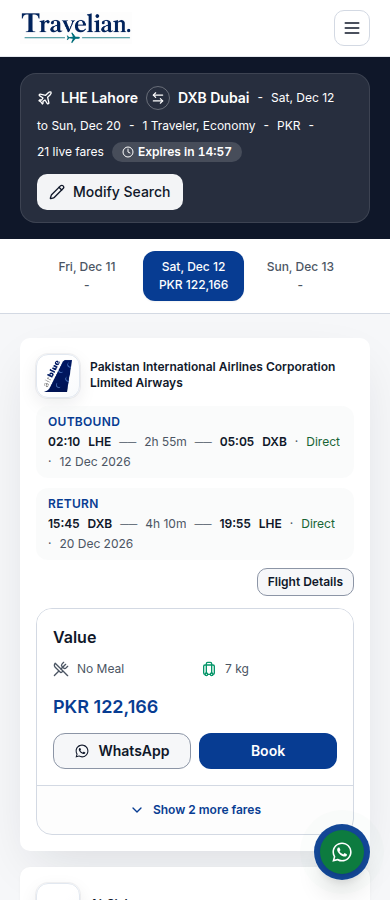 Travelian.
LHE Lahore DXB Dubai - Sat, Dec 12
to Sun, Dec 20 - 1 Traveler, Economy - PKR -
21 live fares Expires in 14:57
Modify Search
Fri, Dec 11
-
Sat, Dec 12
PKR 122,166
Sun, Dec 13
-
airblue
Pakistan International Airlines Corporation
Limited Airways
OUTBOUND
02:10 LHE — 2h 55m — 05:05 DXB · Direct
· 12 Dec 2026
RETURN
15:45 DXB — 4h 10m — 19:55 LHE · Direct
· 20 Dec 2026
Flight Details
Value
No Meal 7 kg
PKR 122,166
WhatsApp Book
Show 2 more fares